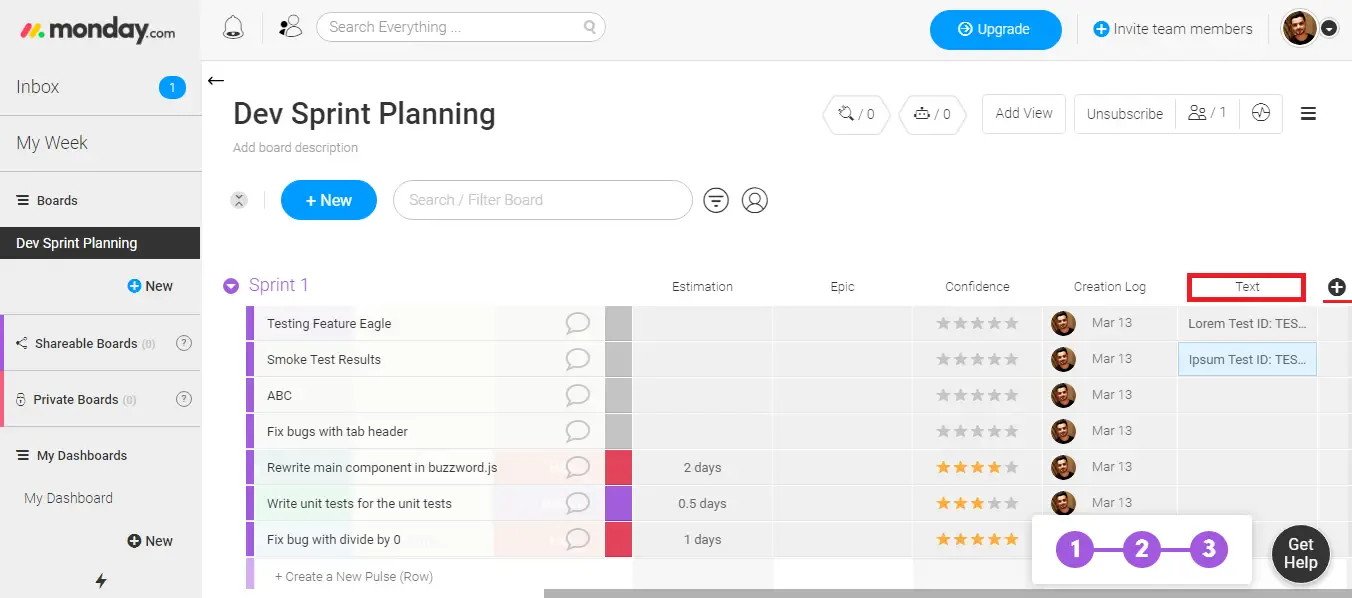 monday.com
Search Everything ...
Upgrade
Invite team members
Inbox
1
My Week
Boards
Dev Sprint Planning
New
Shareable Boards (0)
?
Private Boards (0)
?
My Dashboards
My Dashboard
New
Dev Sprint Planning
Add board description
/ 0
/ 0
Add View
Unsubscribe
/ 1
+ New
Search / Filter Board
Sprint 1
Estimation
Epic
Confidence
Creation Log
Text
Testing Feature Eagle
Mar 13
Lorem Test ID: TES...
Smoke Test Results
Mar 13
Ipsum Test ID: TES...
ABC
Mar 13
Fix bugs with tab header
Mar 13
Rewrite main component in buzzword.js
2 days
Mar 13
Write unit tests for the unit tests
0.5 days
Mar 13
Fix bug with divide by 0
1 days
+ Create a New Pulse (Row)
1
2
3
Get
Help